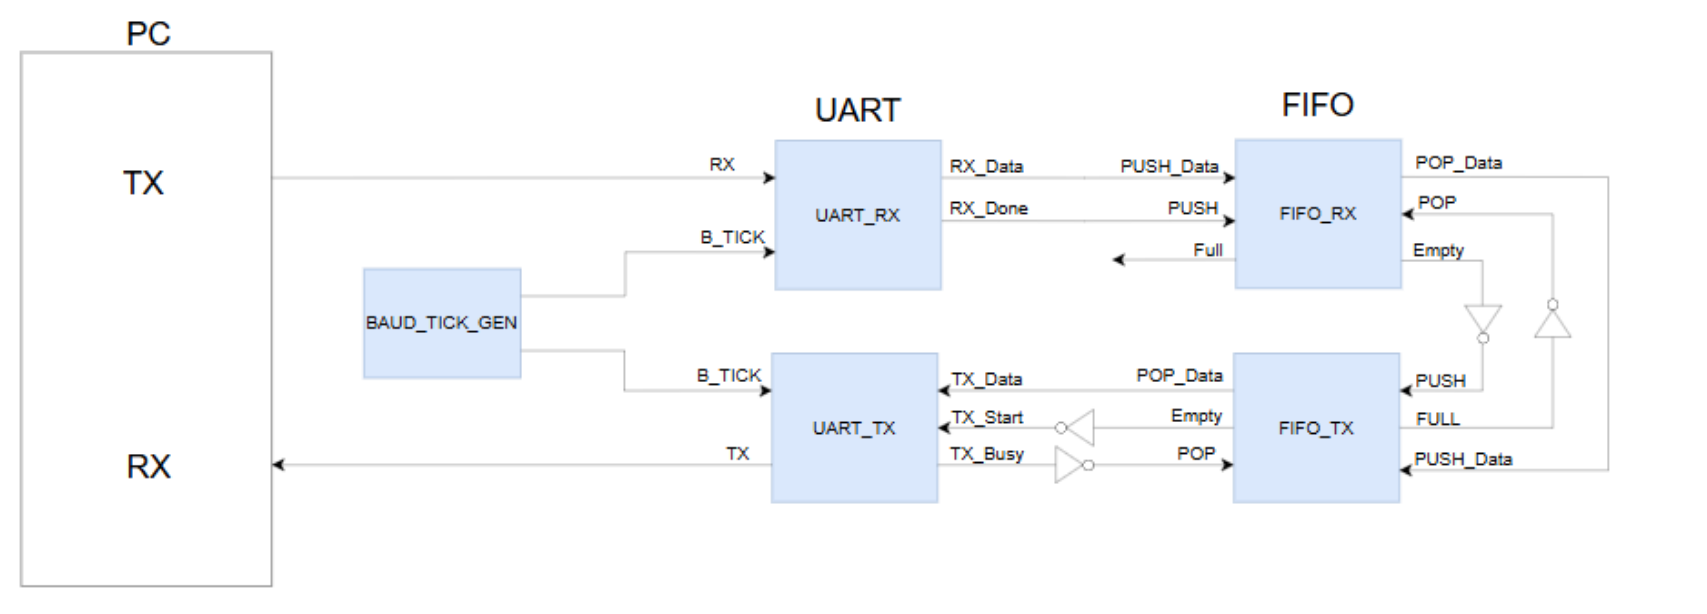 PC
UART
FIFO
TX
RX
RX_Data
PUSH_Data
POP_Data
UART_RX
RX_Done
PUSH
FIFO_RX
POP
B_TICK
Full
Empty
BAUD_TICK_GEN
B_TICK
TX_Data
POP_Data
PUSH
UART_TX
TX_Start
Empty
FIFO_TX
FULL
RX
TX
TX_Busy
POP
PUSH_Data